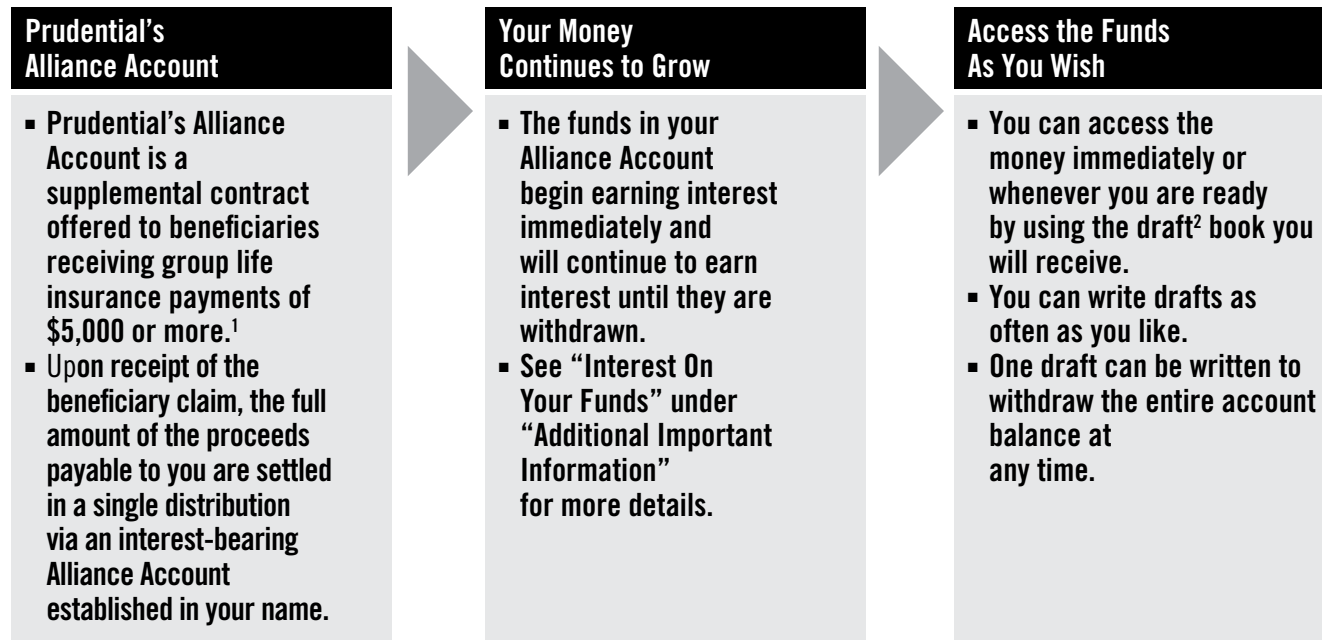 Prudential’s
Alliance Account
▪ Prudential’s Alliance
Account is a
supplemental contract
offered to beneficiaries
receiving group life
insurance payments of
$5,000 or more.1
▪ Upon receipt of the
beneficiary claim, the full
amount of the proceeds
payable to you are settled
in a single distribution
via an interest-bearing
Alliance Account
established in your name.
Your Money
Continues to Grow
▪ The funds in your
Alliance Account
begin earning interest
immediately and
will continue to earn
interest until they are
withdrawn.
▪ See “Interest On
Your Funds” under
“Additional Important
Information”
for more details.
Access the Funds
As You Wish
▪ You can access the
money immediately or
whenever you are ready
by using the draft2 book you
will receive.
▪ You can write drafts as
often as you like.
▪ One draft can be written to
withdraw the entire account
balance at
any time.